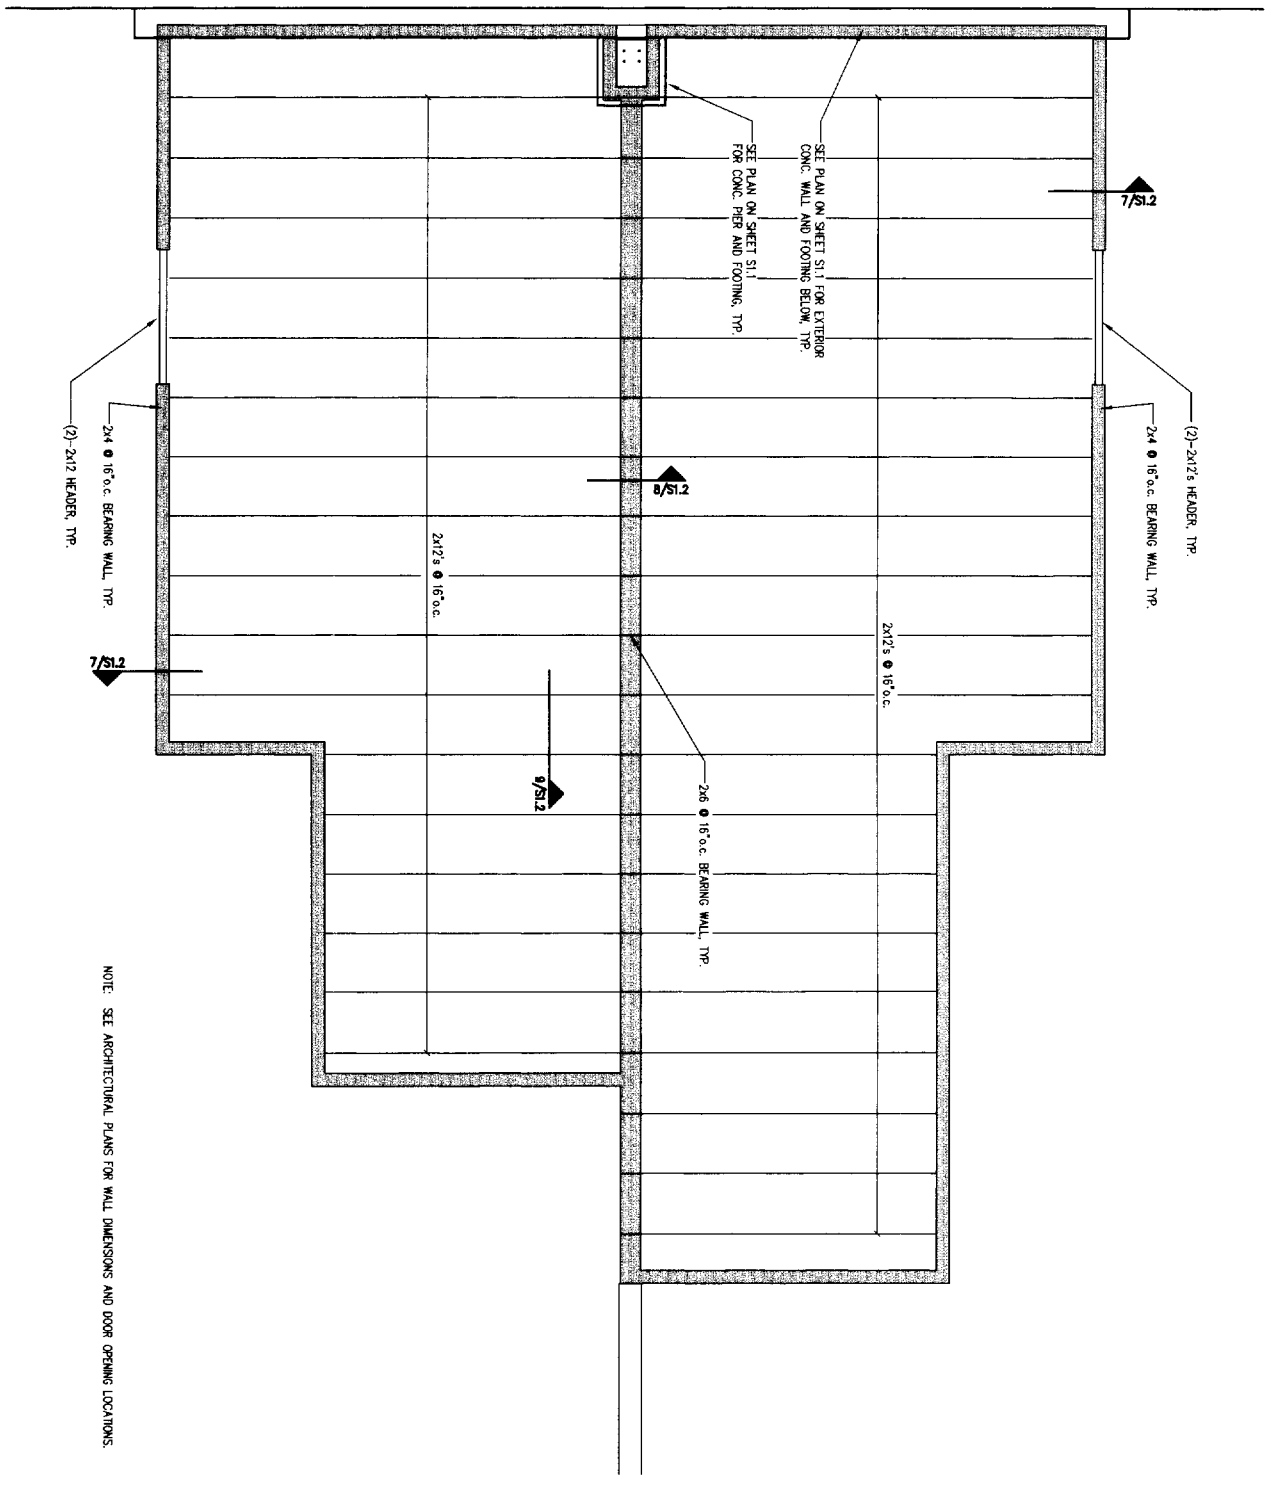 7/S1.2
SEE PLAN ON SHEET S1.1 FOR EXTERIOR
CONC. WALL AND FOOTING BELOW, TYP.
SEE PLAN ON SHEET S1.1
FOR CONC. PIER AND FOOTING, TYP.
(2)-2x12's HEADER, TYP.
2x4 @ 16"o.c. BEARING WALL, TYP.
(2)-2x12 HEADER, TYP.
2x4 @ 16"o.c. BEARING WALL, TYP.
8/S1.2
2x12's @ 16"o.c.
2x12's @ 16"o.c.
7/S1.2
9/S1.2
2x6 @ 16"o.c. BEARING WALL, TYP.
NOTE: SEE ARCHITECTURAL PLANS FOR WALL DIMENSIONS AND DOOR OPENING LOCATIONS.